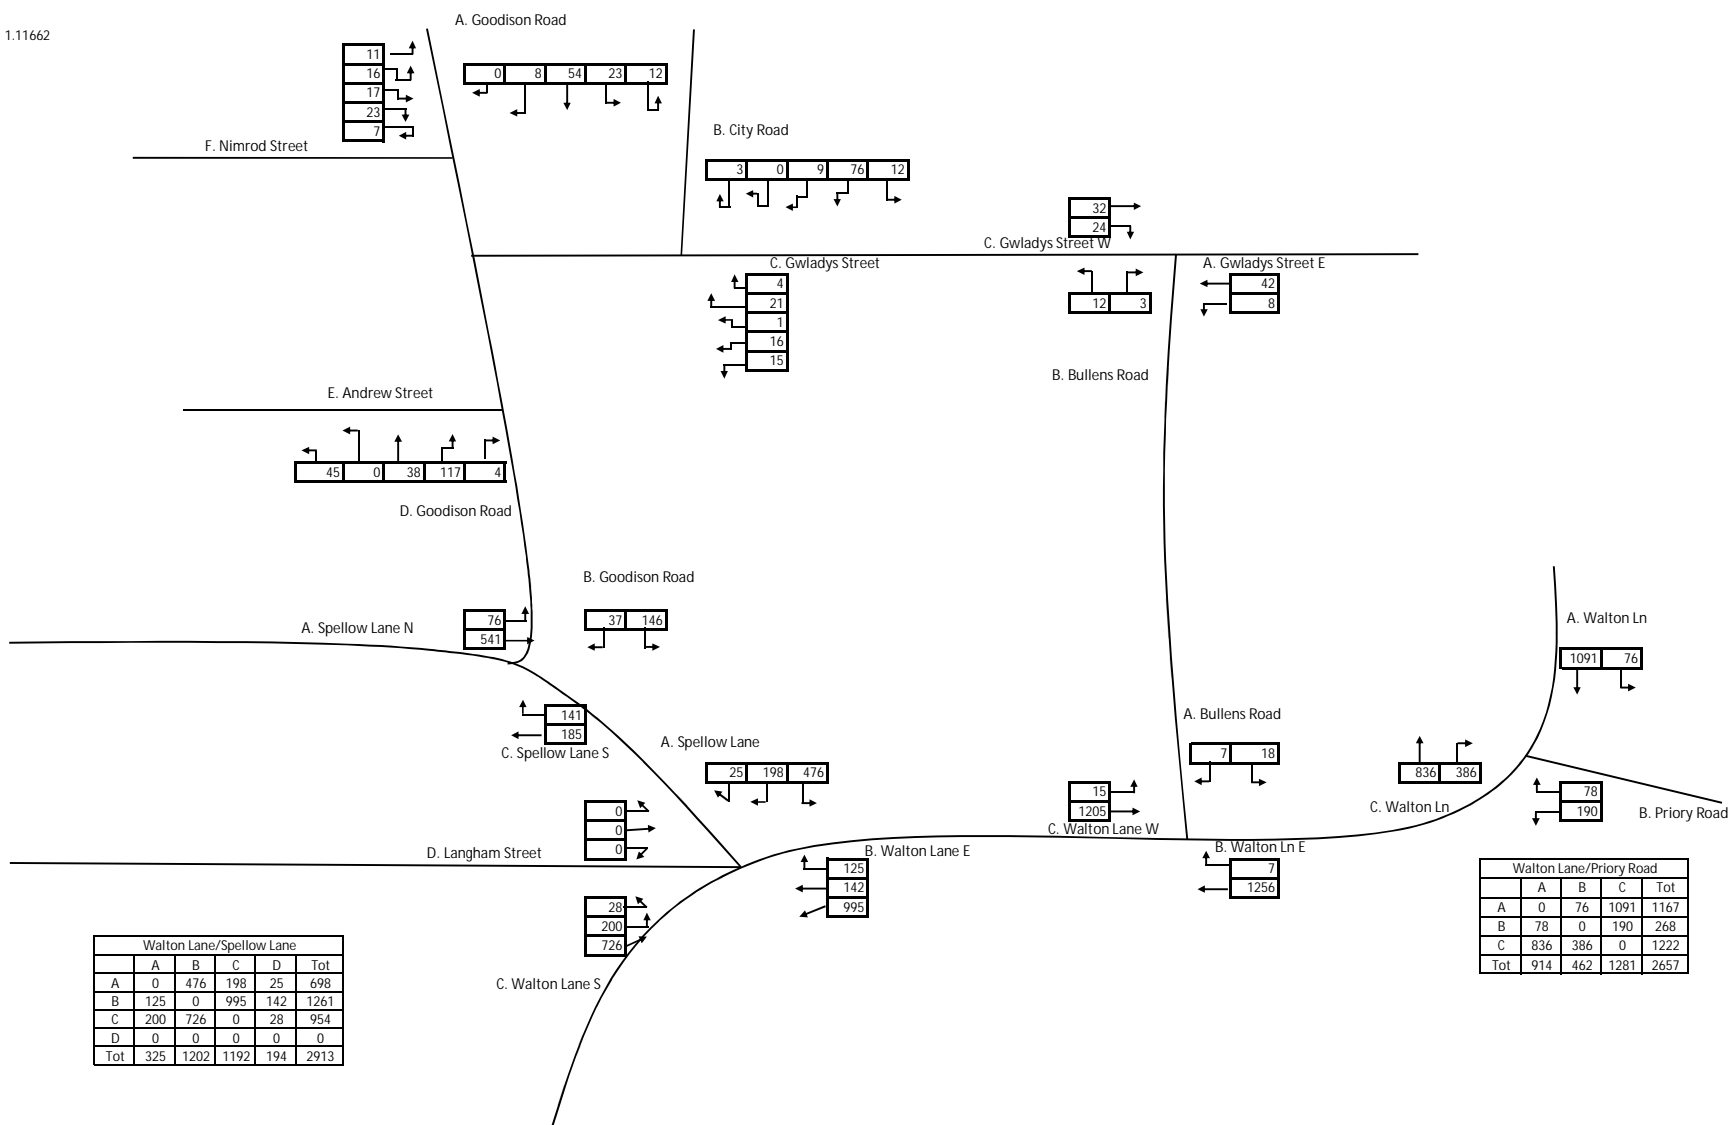 A. Goodison Road
1.11662
11
16
17
23
7
0 8 54 23 12
B. City Road
F. Nimrod Street
3 0 9 76 12
32
24
C. Gwladys Street W
C. Gwladys Street
A. Gwladys Street E
4
21
1
16
15
12 3
42
8
B. Bullens Road
E. Andrew Street
45 0 38 117 4
D. Goodison Road
B. Goodison Road
A. Spellow Lane N
76
541
37 146
A. Walton Ln
1091 76
141
185
C. Spellow Lane S
A. Spellow Lane
25 198 476
A. Bullens Road
7 18
836 386
15
1205
C. Walton Lane W
C. Walton Ln
78
190
B. Priory Road
0
0
0
D. Langham Street
B. Walton Lane E
125
142
995
B. Walton Ln E
7
1256
28
200
726
C. Walton Lane S
Walton Lane/Priory Road
A B C Tot
A 0 76 1091 1167
B 78 0 190 268
C 836 386 0 1222
Tot 914 462 1281 2657
Walton Lane/Spellow Lane
A B C D Tot
A 0 476 198 25 698
B 125 0 995 142 1261
C 200 726 0 28 954
D 0 0 0 0 0
Tot 325 1202 1192 194 2913